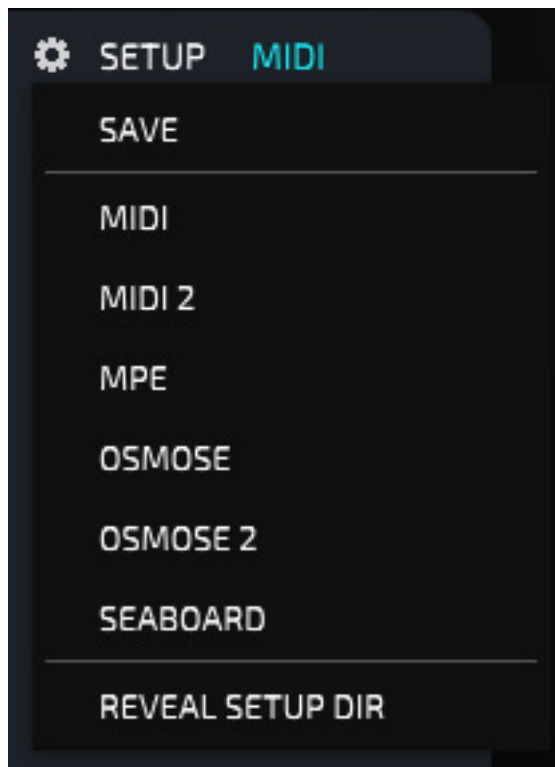 SETUP MIDI
SAVE
MIDI
MIDI 2
MPE
OSMOSE
OSMOSE 2
SEABOARD
REVEAL SETUP DIR